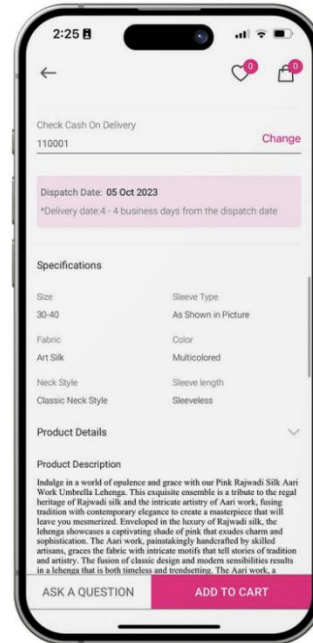 2:25
0
0
Check Cash On Delivery
110001
Change
Dispatch Date: 05 Oct 2023
*Delivery date:4 - 4 business days from the dispatch date
Specifications
Size
Sleeve Type
30-40
As Shown in Picture
Fabric
Color
Art Silk
Multicolored
Neck Style
Sleeve length
Classic Neck Style
Sleeveless
Product Details
Product Description
Indulge in a world of opulence and grace with our Pink Rajwadi Silk Aari
Work Umbrella Lehenga. This exquisite ensemble is a tribute to the regal
heritage of Rajwadi silk and the intricate artistry of Aari work, fusing
tradition with contemporary elegance to create a masterpiece that will
leave you mesmerized. Enveloped in the luxury of Rajwadi silk, the
lehenga showcases a captivating shade of pink that exudes charm and
sophistication. The Aari work, painstakingly handcrafted by skilled
artisans, graces the fabric with intricate motifs that tell stories of tradition
and artistry. The fusion of classic design and modern sensibilities results
in a lehenga that is both timeless and trendsetting. The Aari work, a
ASK A QUESTION
ADD TO CART